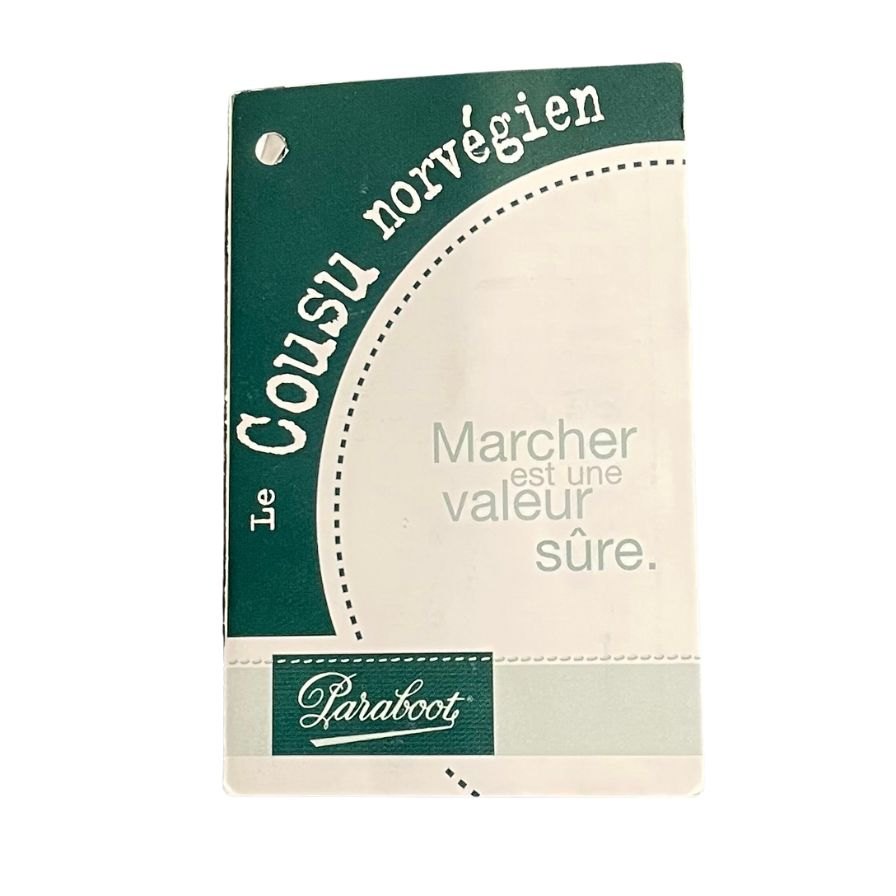 Le Cousu norvégien
Marcher
est une
valeur
sûre.
Paraboot®